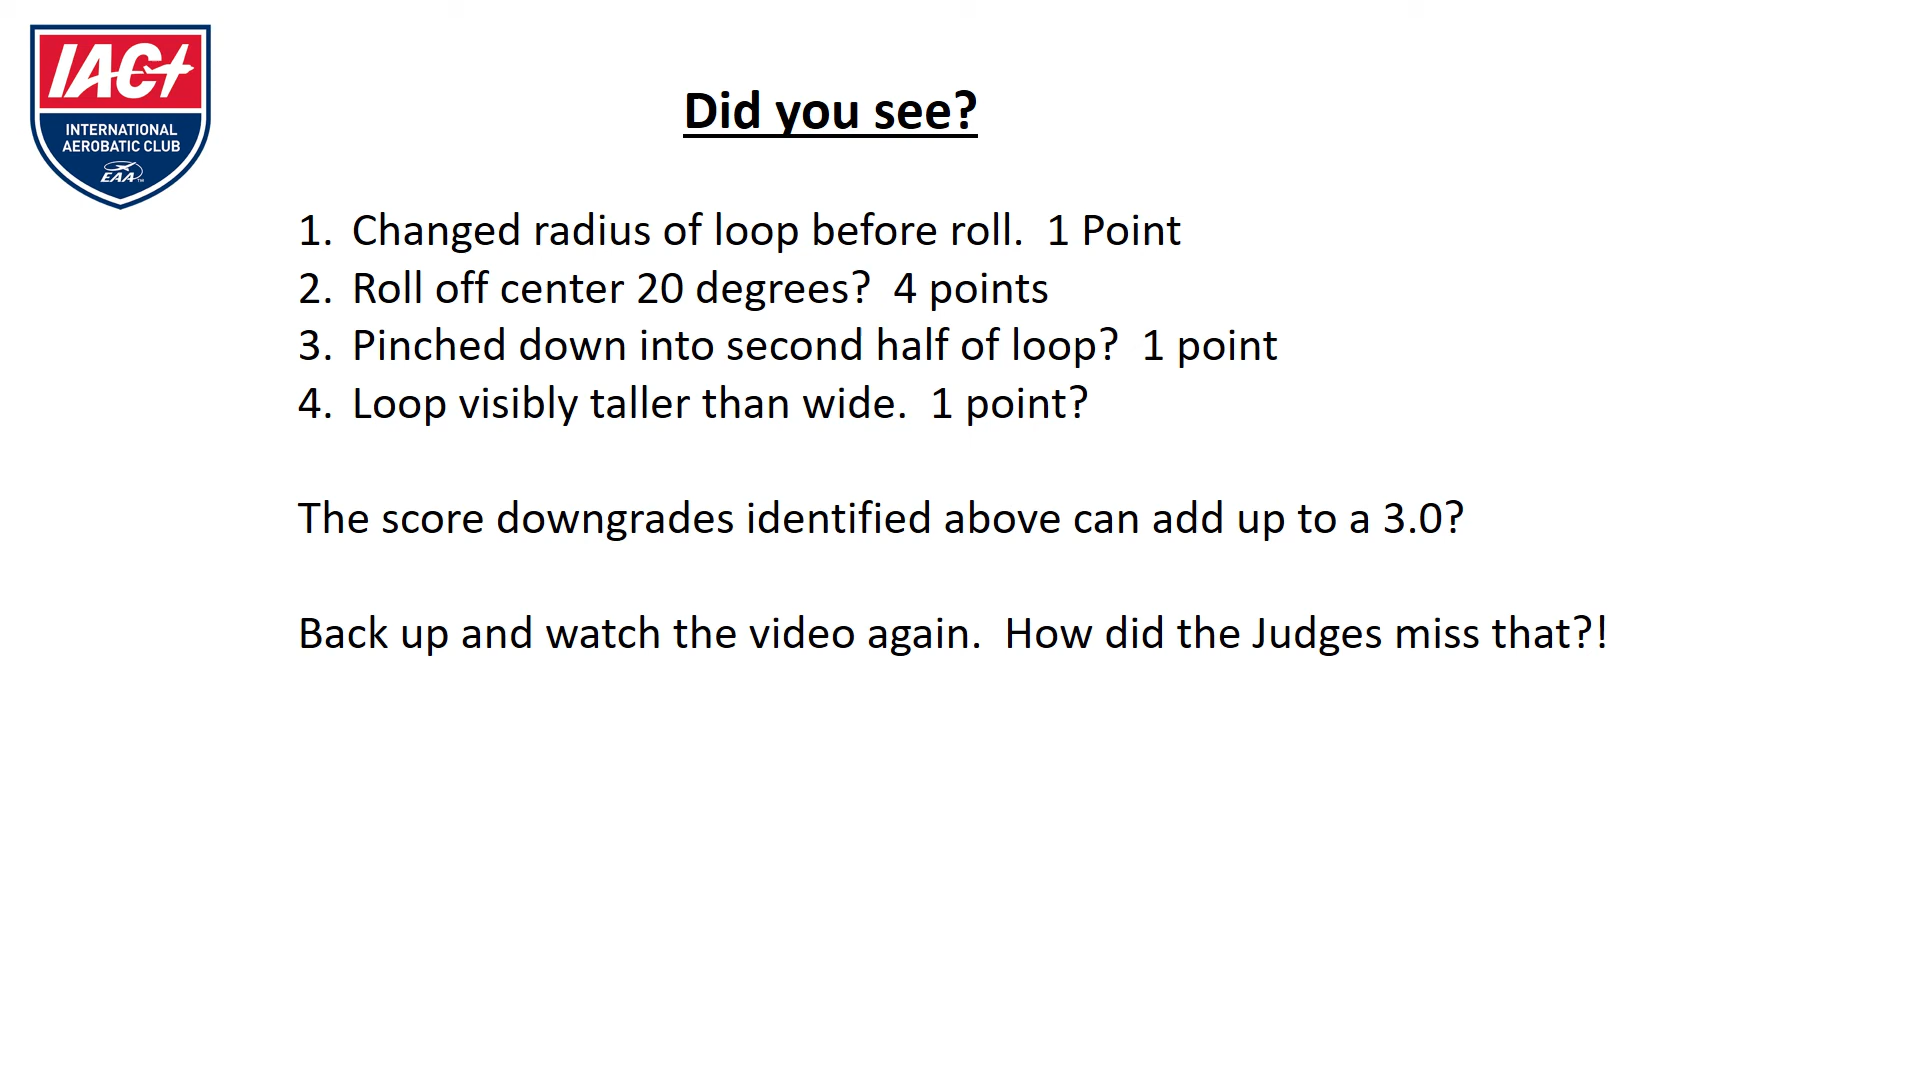 IAC
INTERNATIONAL
AEROBATIC CLUB
EAA
Did you see?
1. Changed radius of loop before roll.  1 Point
2. Roll off center 20 degrees?  4 points
3. Pinched down into second half of loop?  1 point
4. Loop visibly taller than wide.  1 point?
The score downgrades identified above can add up to a 3.0?
Back up and watch the video again.  How did the Judges miss that?!